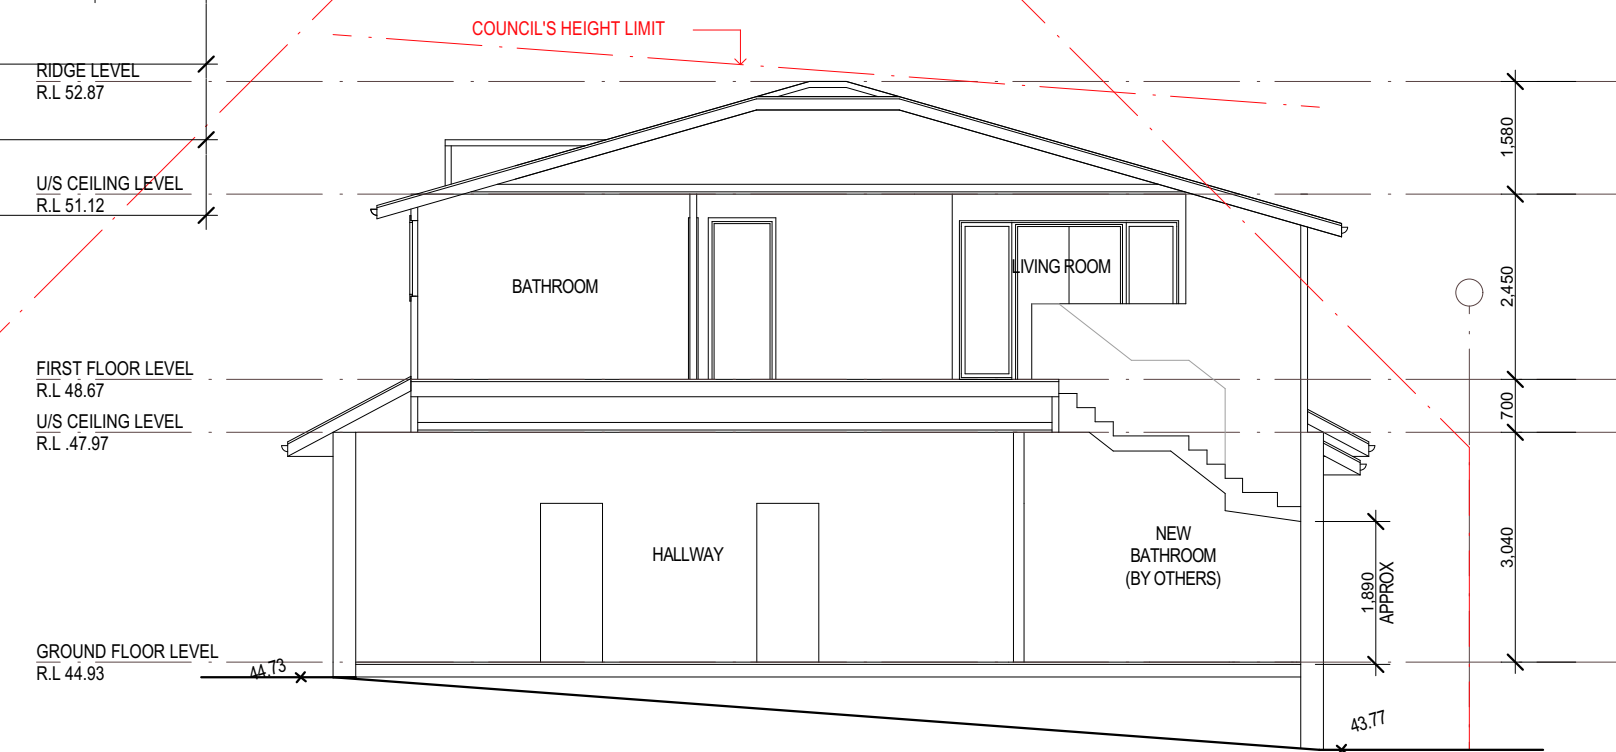 COUNCIL'S HEIGHT LIMIT
RIDGE LEVEL
R.L 52.87
1,580
U/S CEILING LEVEL
R.L 51.12
BATHROOM
LIVING ROOM
2,450
FIRST FLOOR LEVEL
R.L 48.67
700
U/S CEILING LEVEL
R.L .47.97
HALLWAY
NEW
BATHROOM
(BY OTHERS)
1,890
APPROX
3,040
GROUND FLOOR LEVEL
R.L 44.93
44.73
43.77